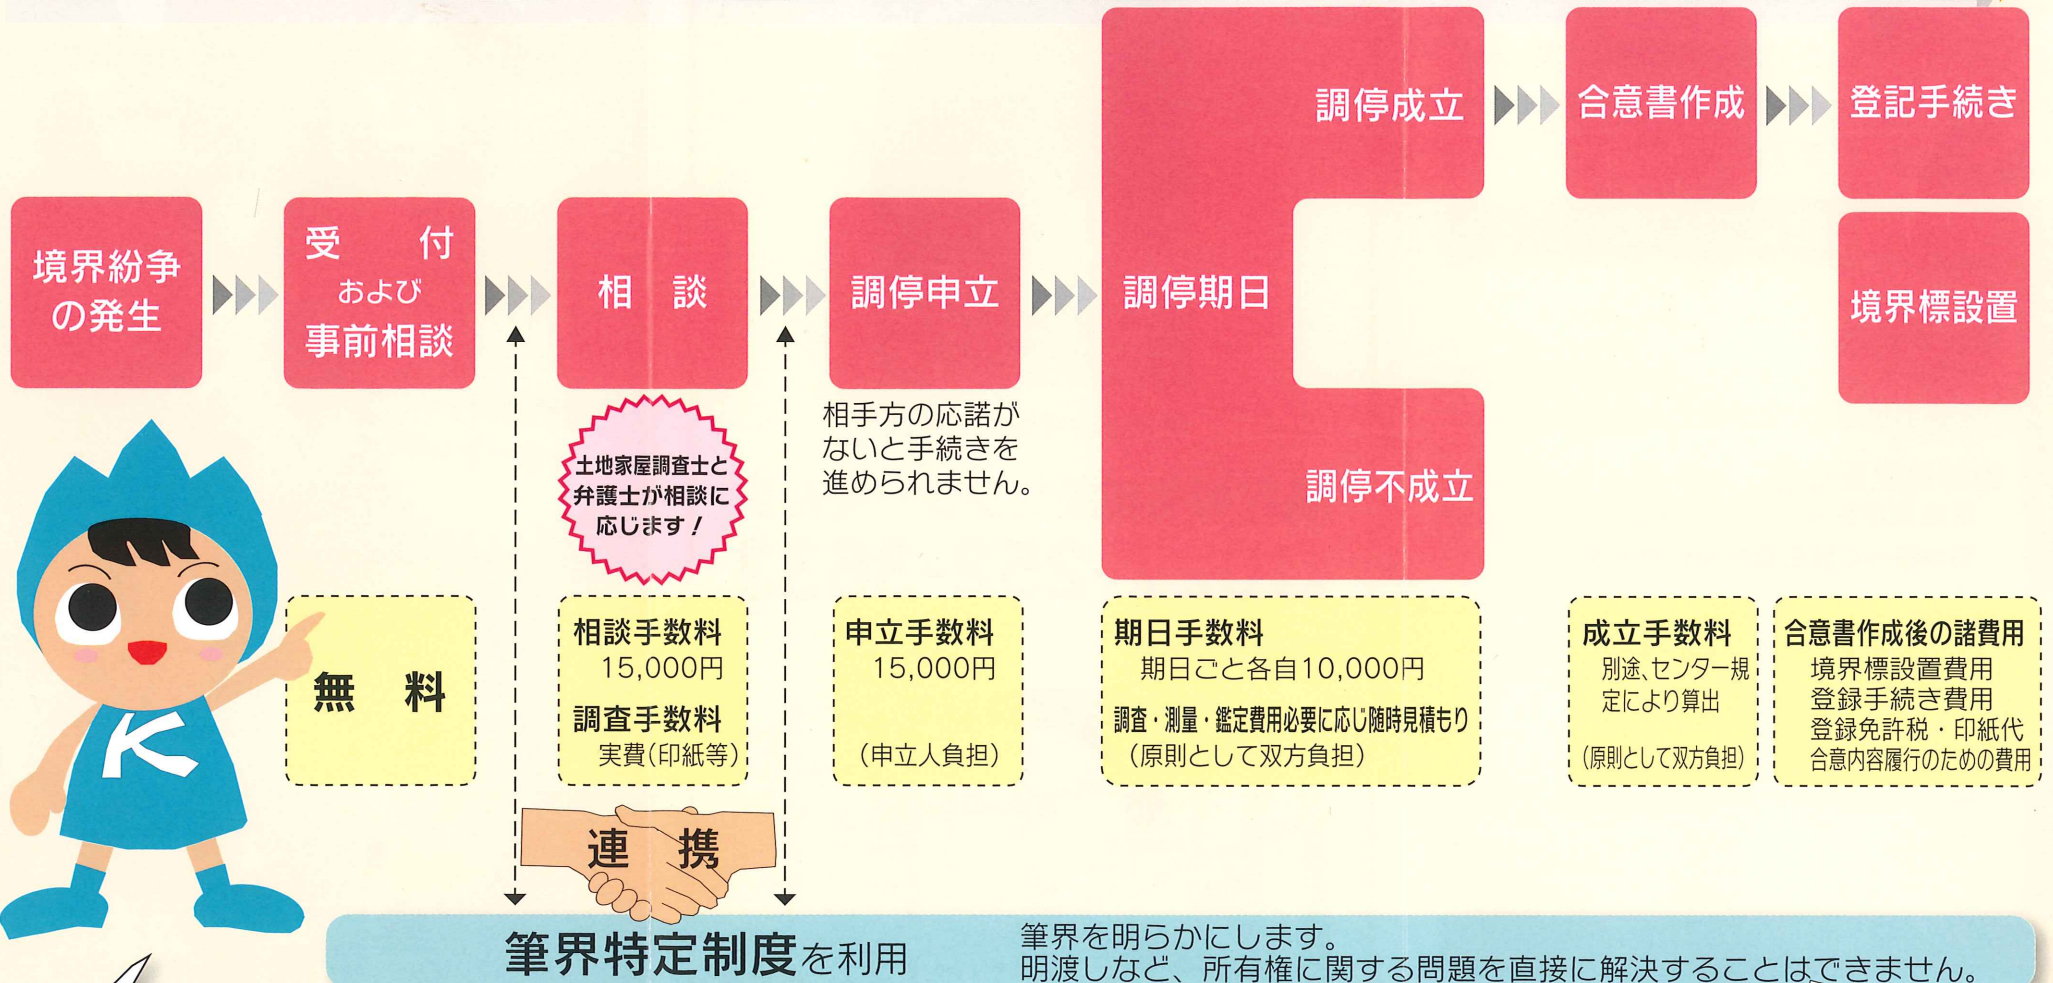 境界紛争
の発生
受　付
および
事前相談
相　談
調停申立
調停期日
調停成立
調停不成立
合意書作成
登記手続き
境界標設置
土地家屋調査士と
弁護士が相談に
応じます！
相手方の応諾が
ないと手続きを
進められません。
K
無　料
相談手数料
15,000円
調査手数料
実費(印紙等)
申立手数料
15,000円
(申立人負担)
期日手数料
期日ごと各自10,000円
調査・測量・鑑定費用必要に応じ随時見積もり
(原則として双方負担)
成立手数料
別途、センター規
定により算出
(原則として双方負担)
合意書作成後の諸費用
境界標設置費用
登録手続き費用
登録免許税・印紙代
合意内容履行のための費用
連　携
筆界特定制度を利用
筆界を明らかにします。
明渡しなど、所有権に関する問題を直接に解決することはできません。